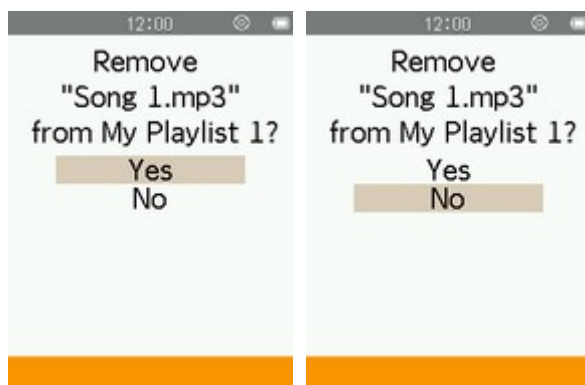 12:00
Remove
"Song 1.mp3"
from My Playlist 1?
Yes
No
12:00
Remove
"Song 1.mp3"
from My Playlist 1?
Yes
No